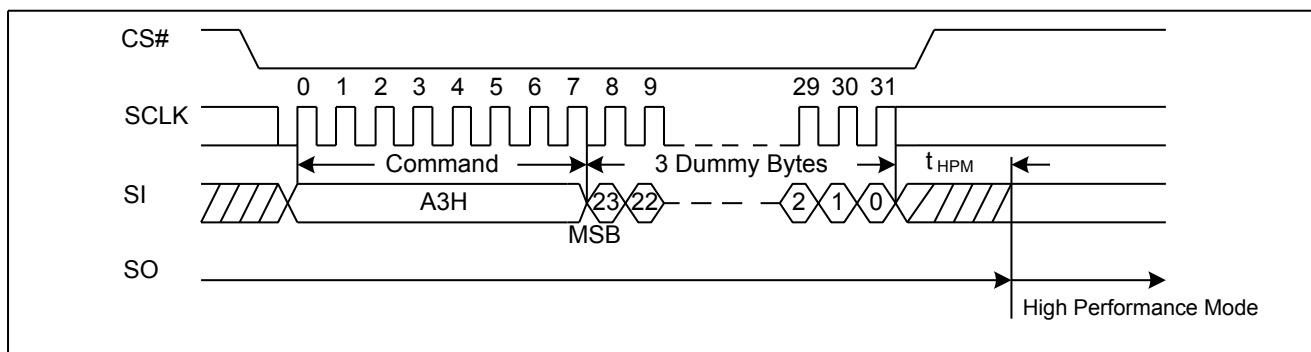 CS#
0 1 2 3 4 5 6 7 8 9 29 30 31
SCLK
Command 3 Dummy Bytes tHPM
SI A3H 23 22 2 1 0
MSB
SO
High Performance Mode